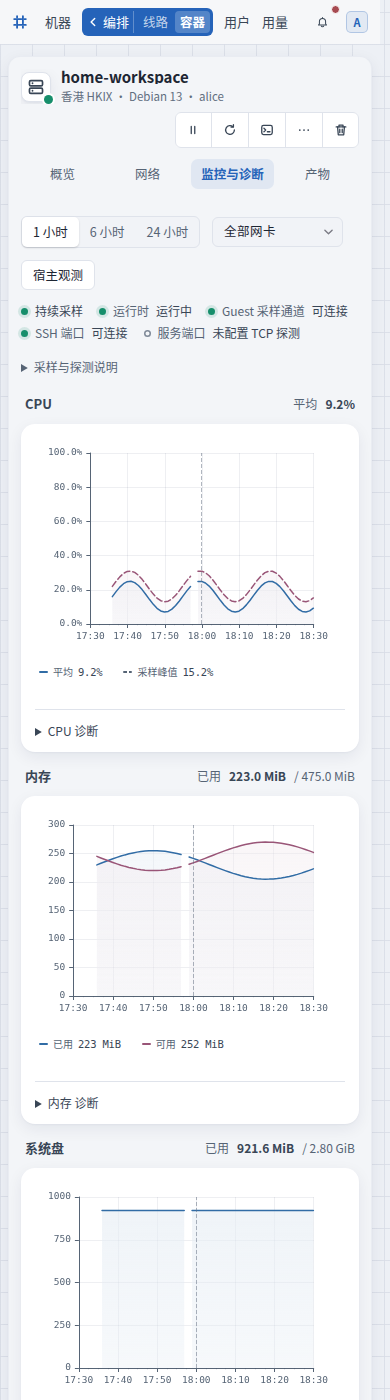 机器 编排 线路 容器 用户 用量 A
home-workspace
香港 HKIX • Debian 13 • alice
概览 网络 监控与诊断 产物
1 小时 6 小时 24 小时 全部网卡
宿主观测
持续采样 运行时 运行中 Guest 采样通道 可连接
SSH 端口 可连接 服务端口 未配置 TCP 探测
采样与探测说明
CPU 平均 9.2%
100.0%
80.0%
60.0%
40.0%
20.0%
0.0%
17:30 17:40 17:50 18:00 18:10 18:20 18:30
平均 9.2% 采样峰值 15.2%
CPU 诊断
内存 已用 223.0 MiB / 475.0 MiB
300
250
200
150
100
50
0
17:30 17:40 17:50 18:00 18:10 18:20 18:30
已用 223 MiB 可用 252 MiB
内存 诊断
系统盘 已用 921.6 MiB / 2.80 GiB
1000
750
500
250
0
17:30 17:40 17:50 18:00 18:10 18:20 18:30